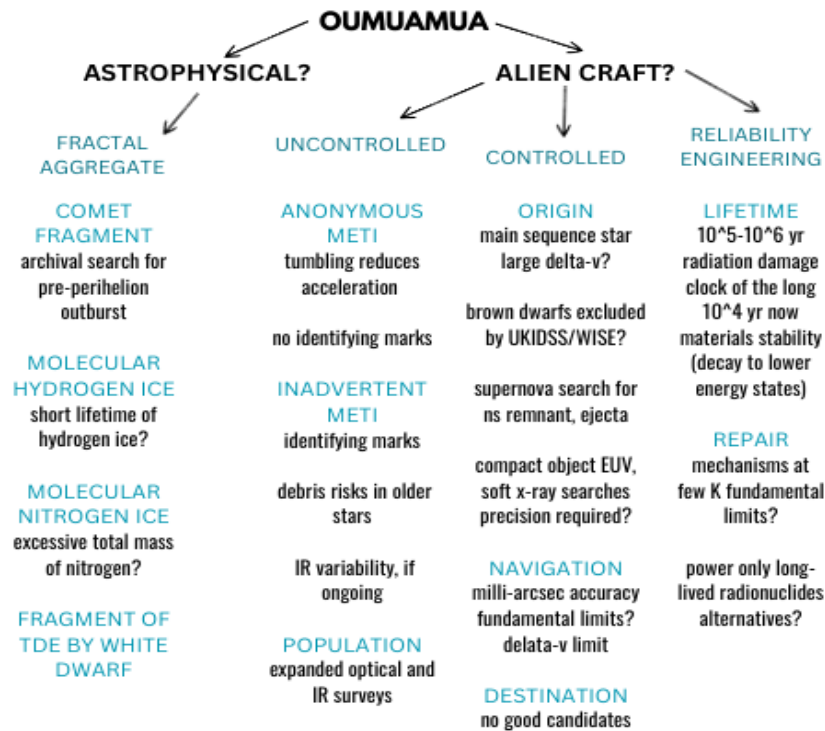 OUMUAMUA
ASTROPHYSICAL?
ALIEN CRAFT?
FRACTAL
AGGREGATE
COMET
FRAGMENT
archival search for
pre-perihelion
outburst
MOLECULAR
HYDROGEN ICE
short lifetime of
hydrogen ice?
MOLECULAR
NITROGEN ICE
excessive total mass
of nitrogen?
FRAGMENT OF
TDE BY WHITE
DWARF
UNCONTROLLED
ANONYMOUS
METI
tumbling reduces
acceleration
no identifying marks
INADVERTENT
METI
identifying marks
debris risks in older
stars
IR variability, if
ongoing
POPULATION
expanded optical and
IR surveys
CONTROLLED
ORIGIN
main sequence star
large delta-v?
brown dwarfs excluded
by UKIDSS/WISE?
supernova search for
ns remnant, ejecta
compact object EUV,
soft x-ray searches
precision required?
NAVIGATION
milli-arcsec accuracy
fundamental limits?
delata-v limit
DESTINATION
no good candidates
RELIABILITY
ENGINEERING
LIFETIME
10^5-10^6 yr
radiation damage
clock of the long
10^4 yr now
materials stability
(decay to lower
energy states)
REPAIR
mechanisms at
few K fundamental
limits?
power only long-
lived radionuclides
alternatives?